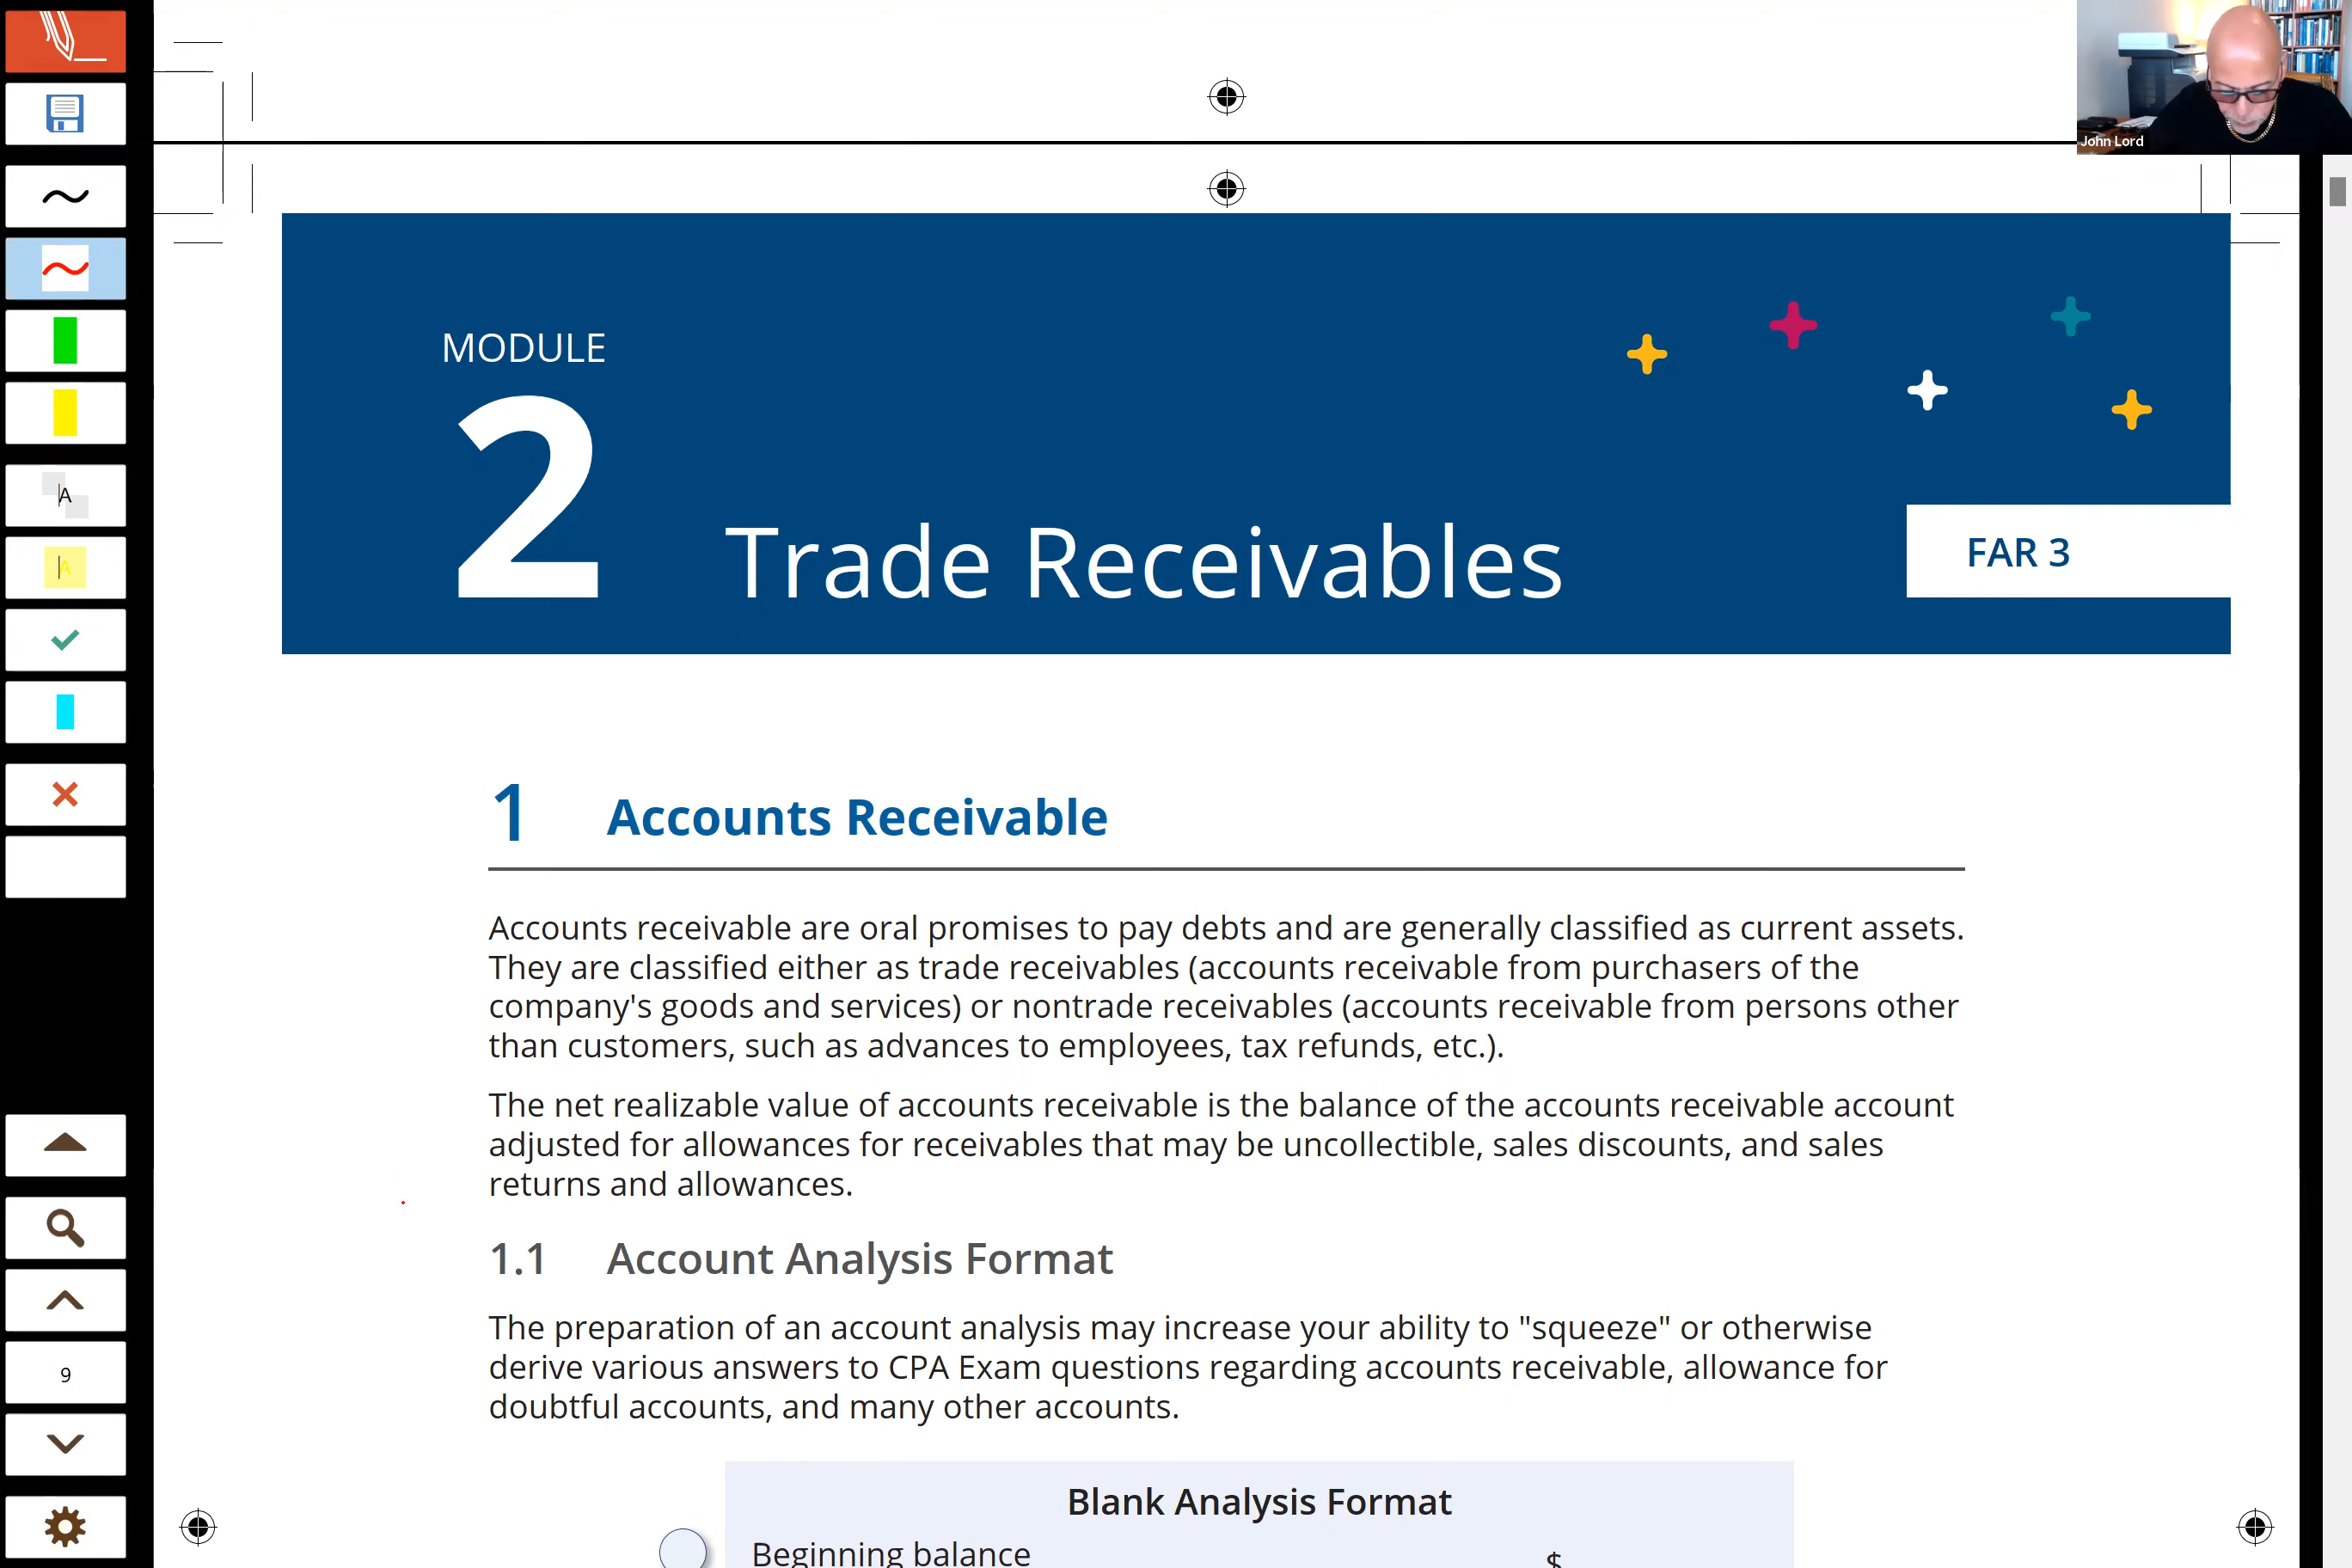 John Lord
MODULE
2
Trade Receivables
FAR 3
A
A
1 Accounts Receivable
Accounts receivable are oral promises to pay debts and are generally classified as current assets.
They are classified either as trade receivables (accounts receivable from purchasers of the
company's goods and services) or nontrade receivables (accounts receivable from persons other
than customers, such as advances to employees, tax refunds, etc.).
The net realizable value of accounts receivable is the balance of the accounts receivable account
adjusted for allowances for receivables that may be uncollectible, sales discounts, and sales
returns and allowances.
1.1 Account Analysis Format
The preparation of an account analysis may increase your ability to "squeeze" or otherwise
derive various answers to CPA Exam questions regarding accounts receivable, allowance for
doubtful accounts, and many other accounts.
9
Blank Analysis Format
Beginning balance $